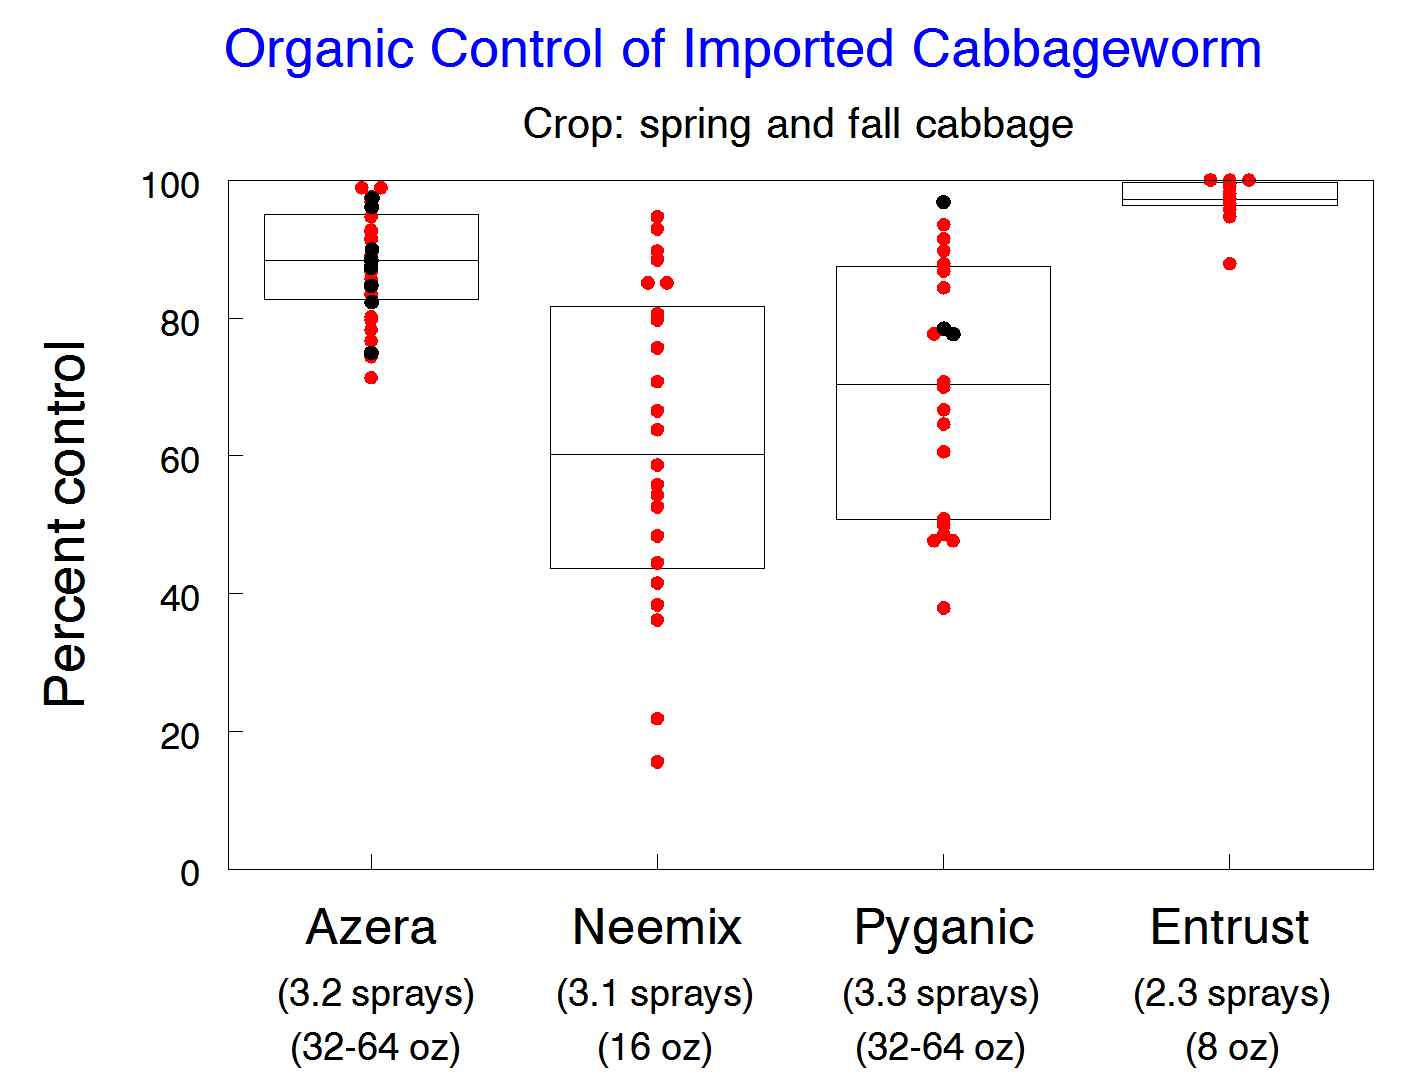 Organic Control of Imported Cabbageworm
Crop: spring and fall cabbage
Percent control
100
80
60
40
20
0
Azera Neemix Pyganic Entrust
(3.2 sprays) (3.1 sprays) (3.3 sprays) (2.3 sprays)
(32-64 oz) (16 oz) (32-64 oz) (8 oz)